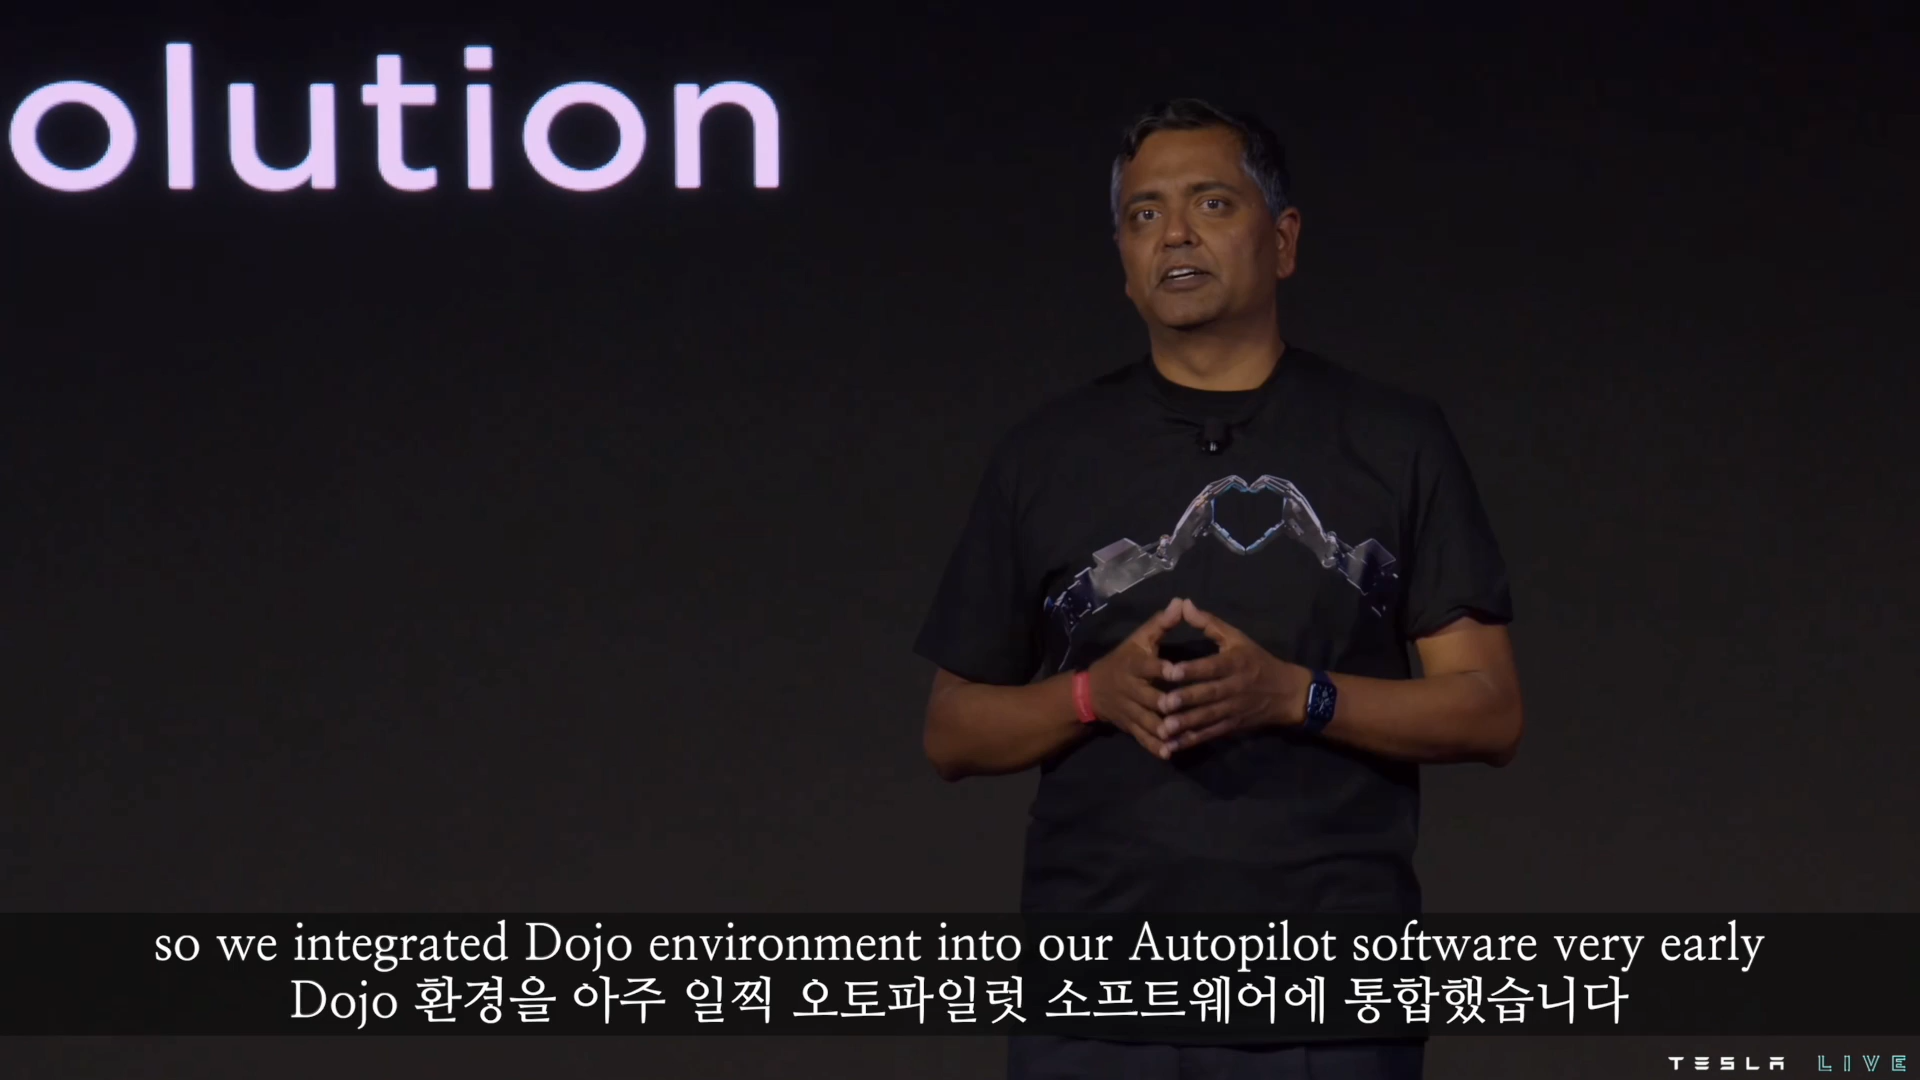 olution
so we integrated Dojo environment into our Autopilot software very early
Dojo 환경을 아주 일찍 오토파일럿 소프트웨어에 통합했습니다
TESLA LIVE